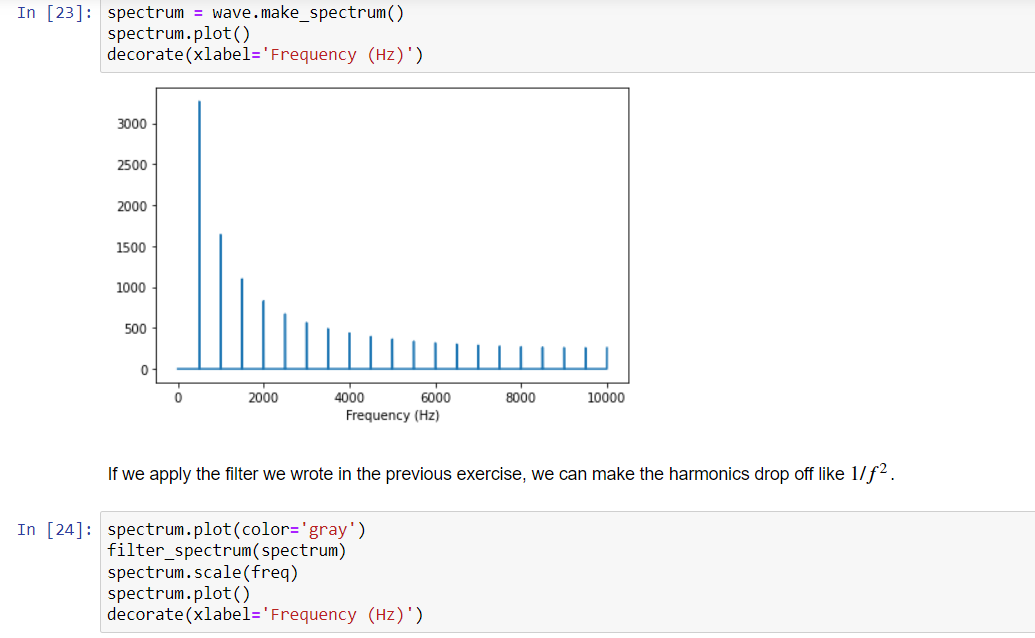 In [23]: spectrum = wave.make_spectrum()
spectrum.plot()
decorate(xlabel='Frequency (Hz)')
3000
2500
2000
1500
1000
500
0
0 2000 4000 6000 8000 10000
Frequency (Hz)
If we apply the filter we wrote in the previous exercise, we can make the harmonics drop off like 1/f².
In [24]: spectrum.plot(color='gray')
filter_spectrum(spectrum)
spectrum.scale(freq)
spectrum.plot()
decorate(xlabel='Frequency (Hz)')